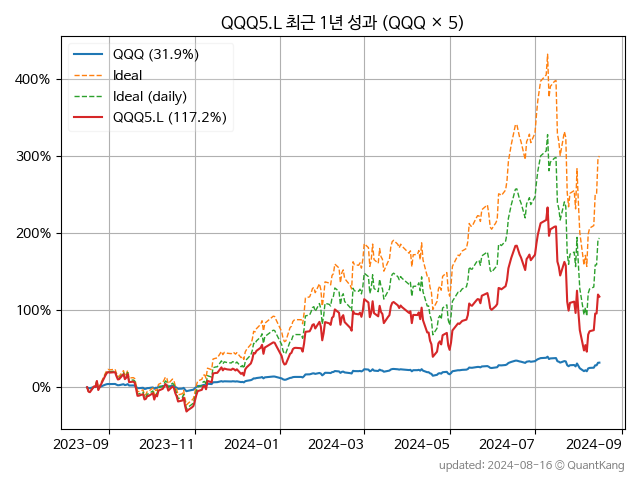 QQQ5.L 최근 1년 성과 (QQQ × 5)
QQQ (31.9%)
Ideal
Ideal (daily)
QQQ5.L (117.2%)
400%
300%
200%
100%
0%
2023-09 2023-11 2024-01 2024-03 2024-05 2024-07 2024-09
updated: 2024-08-16 © QuantKang